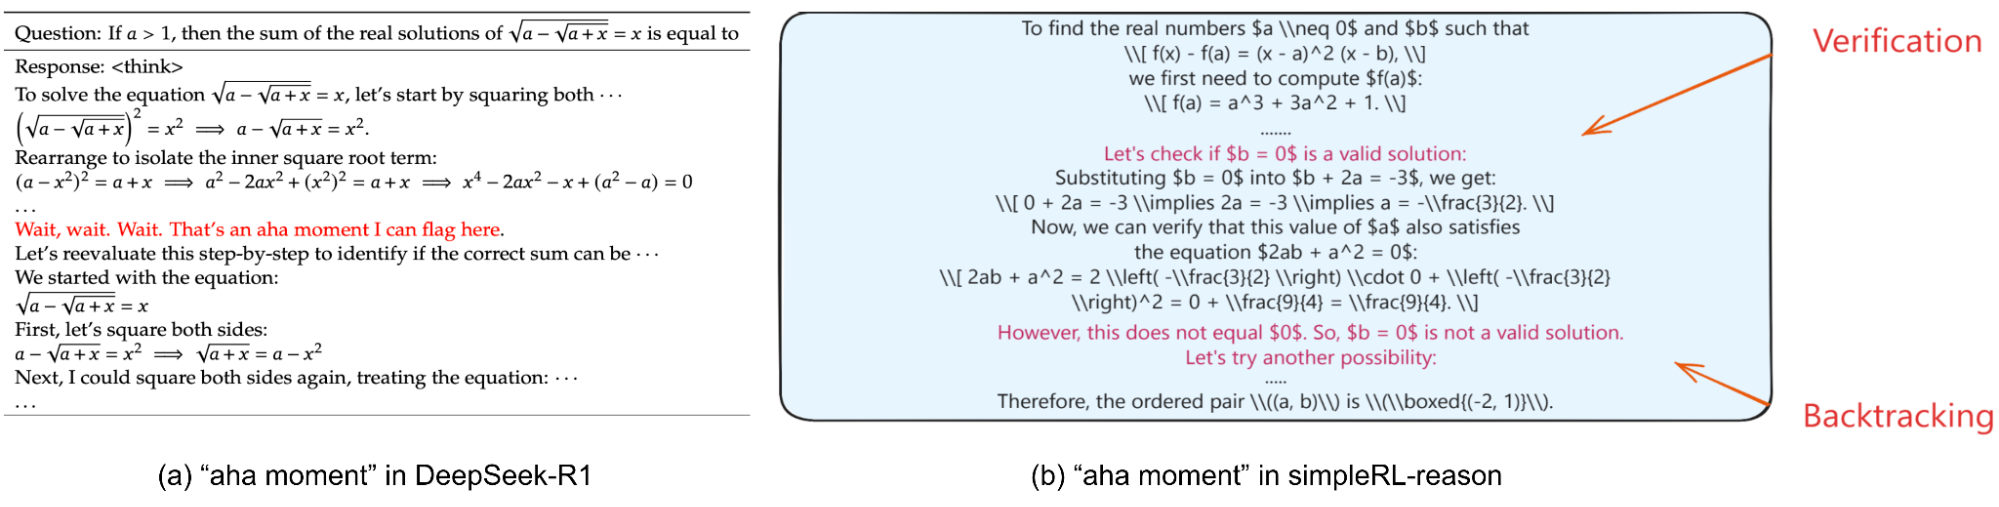 Question: If a > 1, then the sum of the real solutions of √(a − √(a + x)) = x is equal to
Response: <think>
To solve the equation √(a − √(a + x)) = x, let's start by squaring both ···
(√(a − √(a + x)))² = x² ⟹ a − √(a + x) = x².
Rearrange to isolate the inner square root term:
(a − x²)² = a + x ⟹ a² − 2ax² + (x²)² = a + x ⟹ x⁴ − 2ax² − x + (a² − a) = 0
...
Wait, wait. Wait. That's an aha moment I can flag here.
Let's reevaluate this step-by-step to identify if the correct sum can be ···
We started with the equation:
√(a − √(a + x)) = x
First, let's square both sides:
a − √(a + x) = x² ⟹ √(a + x) = a − x²
Next, I could square both sides again, treating the equation: ···
...
(a) “aha moment” in DeepSeek-R1
To find the real numbers $a \\neq 0$ and $b$ such that
\\[ f(x) - f(a) = (x - a)^2 (x - b), \\]
we first need to compute $f(a)$:
\\[ f(a) = a^3 + 3a^2 + 1. \\]
.......
Let's check if $b = 0$ is a valid solution:
Substituting $b = 0$ into $b + 2a = -3$, we get:
\\[ 0 + 2a = -3 \\implies 2a = -3 \\implies a = -\\frac{3}{2}. \\]
Now, we can verify that this value of $a$ also satisfies
the equation $2ab + a^2 = 0$:
\\[ 2ab + a^2 = 2 \\left( -\\frac{3}{2} \\right) \\cdot 0 + \\left( -\\frac{3}{2}
\\right)^2 = 0 + \\frac{9}{4} = \\frac{9}{4}. \\]
However, this does not equal $0$. So, $b = 0$ is not a valid solution.
Let's try another possibility:
.....
Therefore, the ordered pair \\((a, b)\\) is \\(\\boxed{(-2, 1)}\\).
Verification
Backtracking
(b) “aha moment” in simpleRL-reason